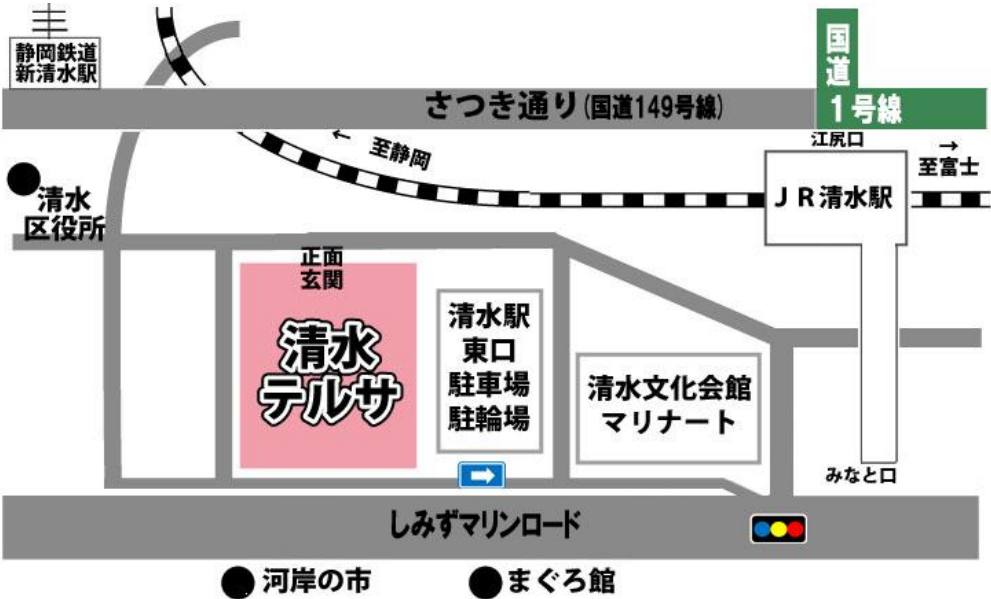 静岡鉄道
新清水駅
国道
1号線
さつき通り(国道149号線)
江尻口
← 至静岡
→
至富士
JR清水駅
清水
区役所
正面
玄関
清水
テルサ
清水駅
東口
駐車場
駐輪場
清水文化会館
マリナート
みなと口
しみずマリンロード
河岸の市
まぐろ館